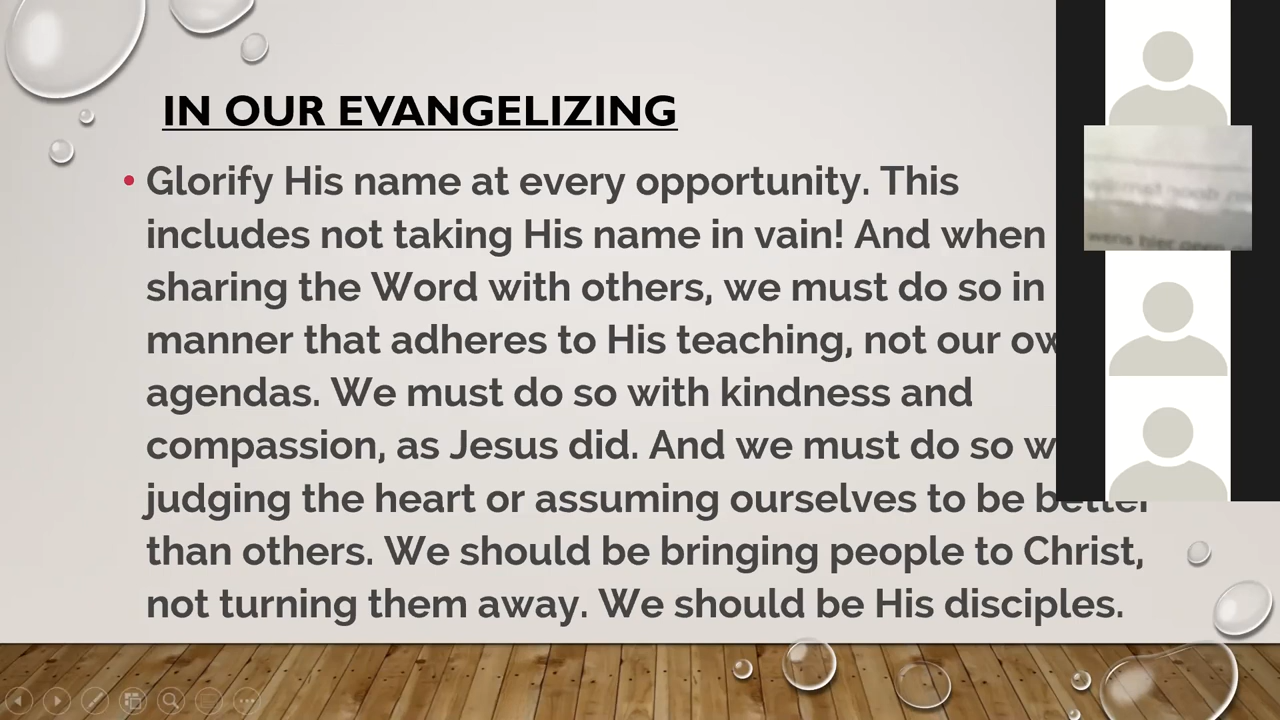 IN OUR EVANGELIZING
Glorify His name at every opportunity. This
includes not taking His name in vain! And when
sharing the Word with others, we must do so in
manner that adheres to His teaching, not our
agendas. We must do so with kindness and
compassion, as Jesus did. And we must do so
judging the heart or assuming ourselves to be better
than others. We should be bringing people to Christ,
not turning them away. We should be His disciples.